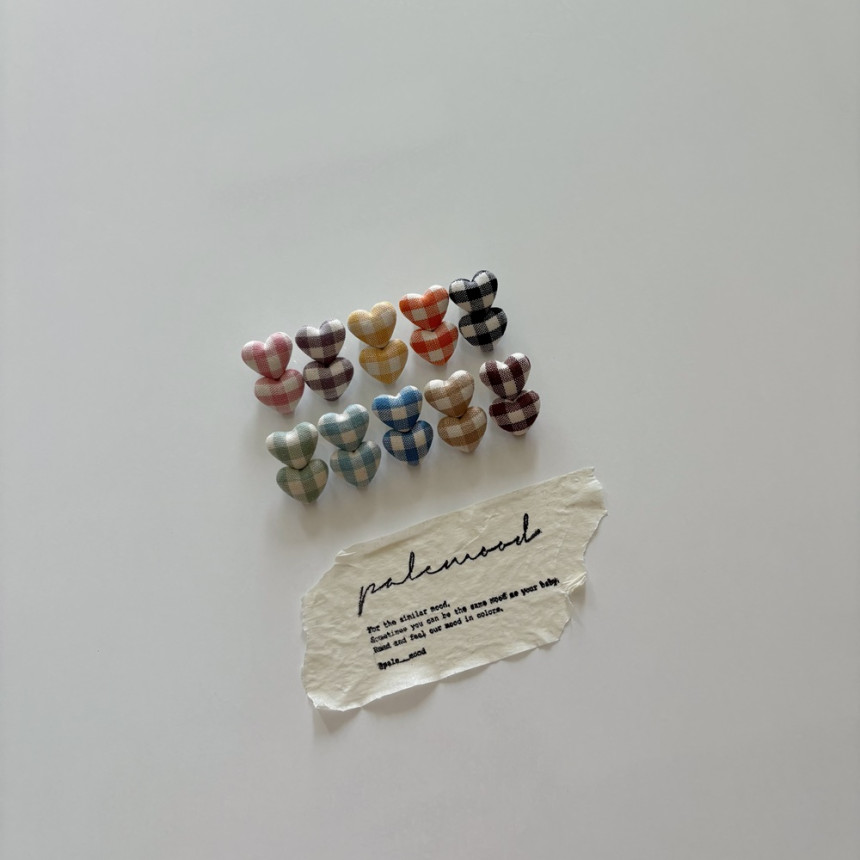 palemood
for the similar mood.
Sometimes you can be the same mood as your baby.
Read and feel our mood in colors.
@pale__mood